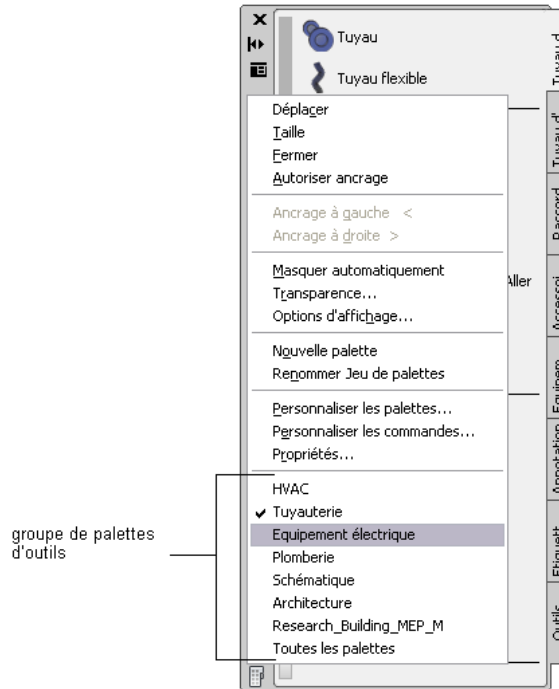 Tuyau
Tuyau flexible
Déplacer
Taille
Fermer
Autoriser ancrage
Ancrage à gauche <
Ancrage à droite >
Masquer automatiquement
Transparence...
Options d'affichage...
Nouvelle palette
Renommer Jeu de palettes
Personnaliser les palettes...
Personnaliser les commandes...
Propriétés...
HVAC
Tuyauterie
Equipement électrique
Plomberie
Schématique
Architecture
Research_Building_MEP_M
Toutes les palettes
Aller
Tuyau d
Tuyau d'
Raccord
Accessoi
Equipem
Annotation
Etiquett
Outils
groupe de palettes
d'outils